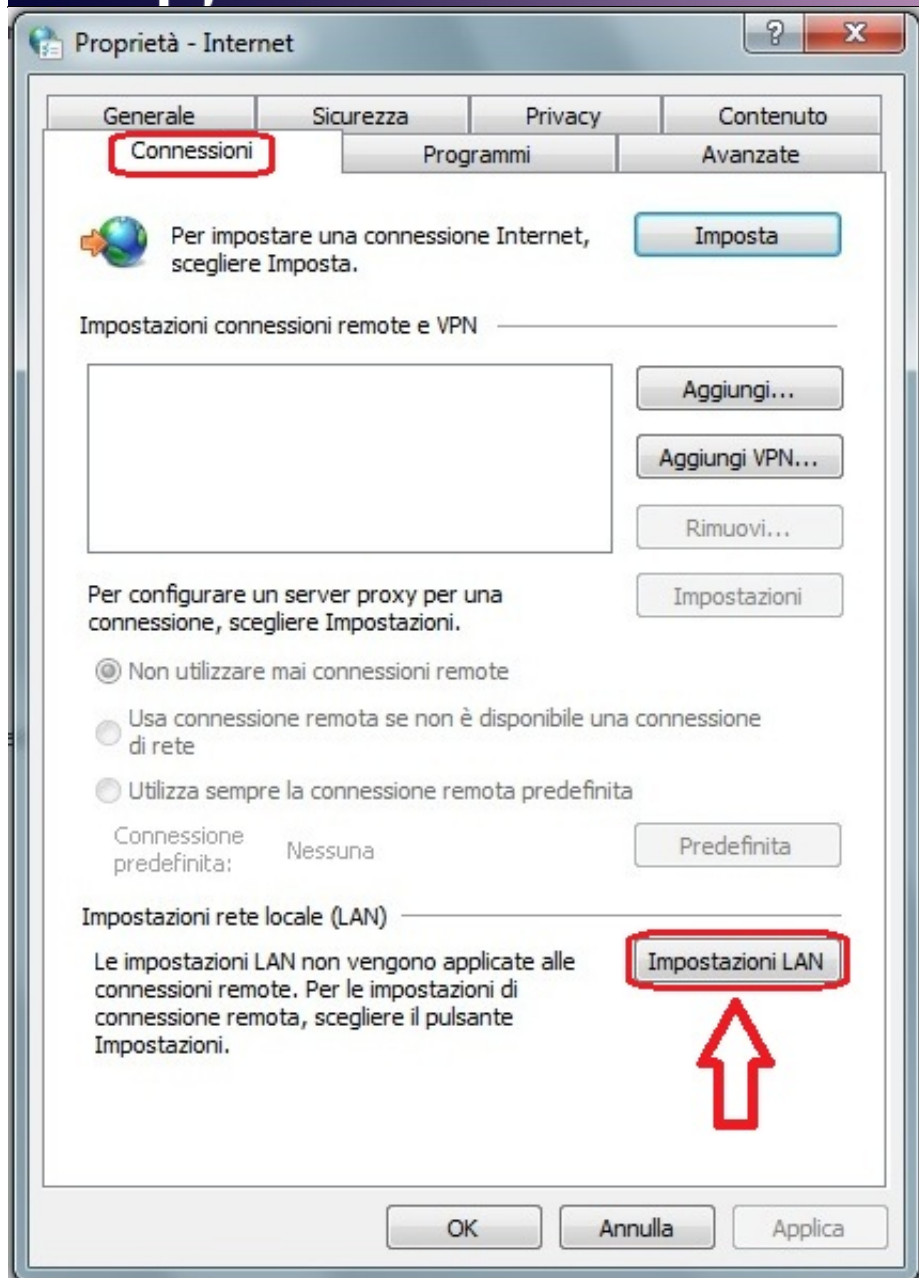 Proprietà - Internet
Generale
Sicurezza
Privacy
Contenuto
Connessioni
Programmi
Avanzate
Per impostare una connessione Internet,
scegliere Imposta.
Imposta
Impostazioni connessioni remote e VPN
Aggiungi...
Aggiungi VPN...
Rimuovi...
Per configurare un server proxy per una
connessione, scegliere Impostazioni.
Impostazioni
Non utilizzare mai connessioni remote
Usa connessione remota se non è disponibile una connessione
di rete
Utilizza sempre la connessione remota predefinita
Connessione
predefinita:
Nessuna
Predefinita
Impostazioni rete locale (LAN)
Le impostazioni LAN non vengono applicate alle
connessioni remote. Per le impostazioni di
connessione remota, scegliere il pulsante
Impostazioni.
Impostazioni LAN
OK
Annulla
Applica